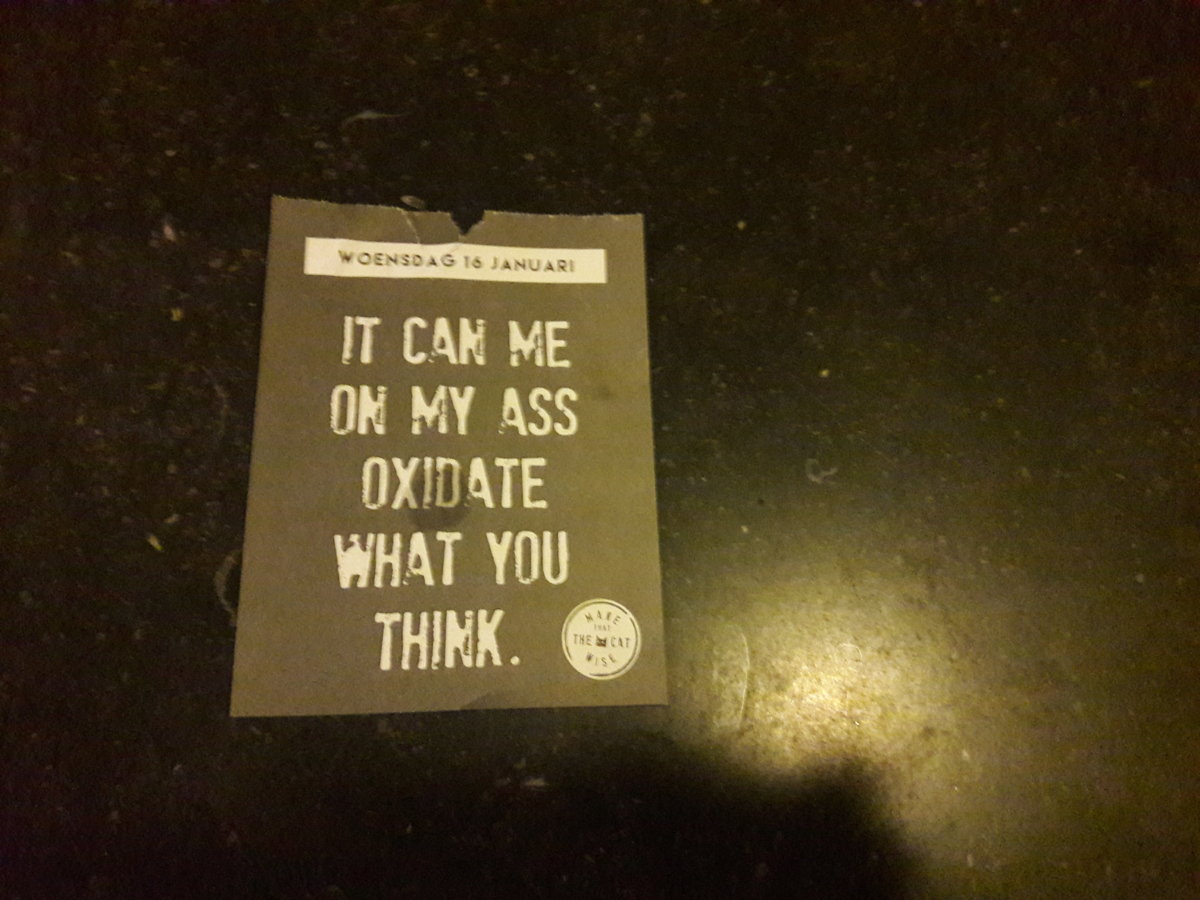 WOENSDAG 16 JANUARI
IT CAN ME
ON MY ASS
OXIDATE
WHAT YOU
THINK.
MAKE
THAT
THE CAT
WISE